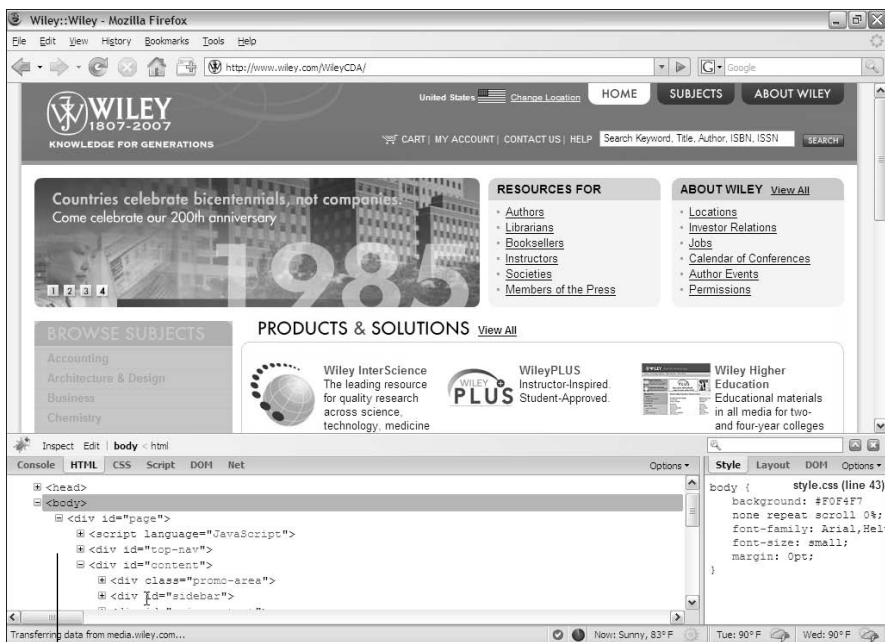 Wiley::Wiley - Mozilla Firefox
File Edit View History Bookmarks Tools Help
http://www.wiley.com/WileyCDA/
G Google
United States Change Location HOME SUBJECTS ABOUT WILEY
WILEY
1807-2007
KNOWLEDGE FOR GENERATIONS
CART | MY ACCOUNT | CONTACT US | HELP Search Keyword, Title, Author, ISBN, ISSN SEARCH
Countries celebrate bicentennials, not companies.
Come celebrate our 200th anniversary
1985
1 2 3 4
RESOURCES FOR
Authors
Librarians
Booksellers
Instructors
Societies
Members of the Press
ABOUT WILEY View All
Locations
Investor Relations
Jobs
Calendar of Conferences
Author Events
Permissions
BROWSE SUBJECTS
Accounting
Architecture & Design
Business
Chemistry
PRODUCTS & SOLUTIONS View All
Wiley InterScience
The leading resource
for quality research
across science,
technology, medicine
WILEY
PLUS
WileyPLUS
Instructor-Inspired.
Student-Approved.
Wiley Higher
Education
Educational materials
in all media for two-
and four-year colleges
Inspect Edit | body < html
Console HTML CSS Script DOM Net Options
Style Layout DOM Options
<head>
<body>
<div id="page">
<script language="JavaScript">
<div id="top-nav">
<div id="content">
<div class="promo-area">
<div id="sidebar">
body { style.css (line 43)
background: #F0F4F7
none repeat scroll 0%;
font-family: Arial,Hel
font-size: small;
margin: 0pt;
}
Transferring data from media.wiley.com... Now: Sunny, 83° F Tue: 90° F Wed: 90° F